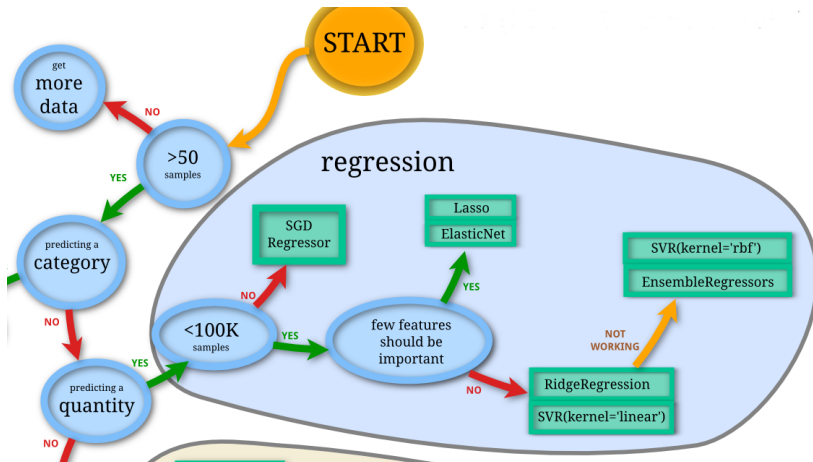 START
get
more
data
NO
>50
samples
YES
regression
predicting a
category
NO
SGD
Regressor
Lasso
ElasticNet
SVR(kernel='rbf')
EnsembleRegressors
NO
YES
<100K
samples
YES
few features
should be
important
NOT
WORKING
YES
predicting a
quantity
NO
RidgeRegression
SVR(kernel='linear')
NO